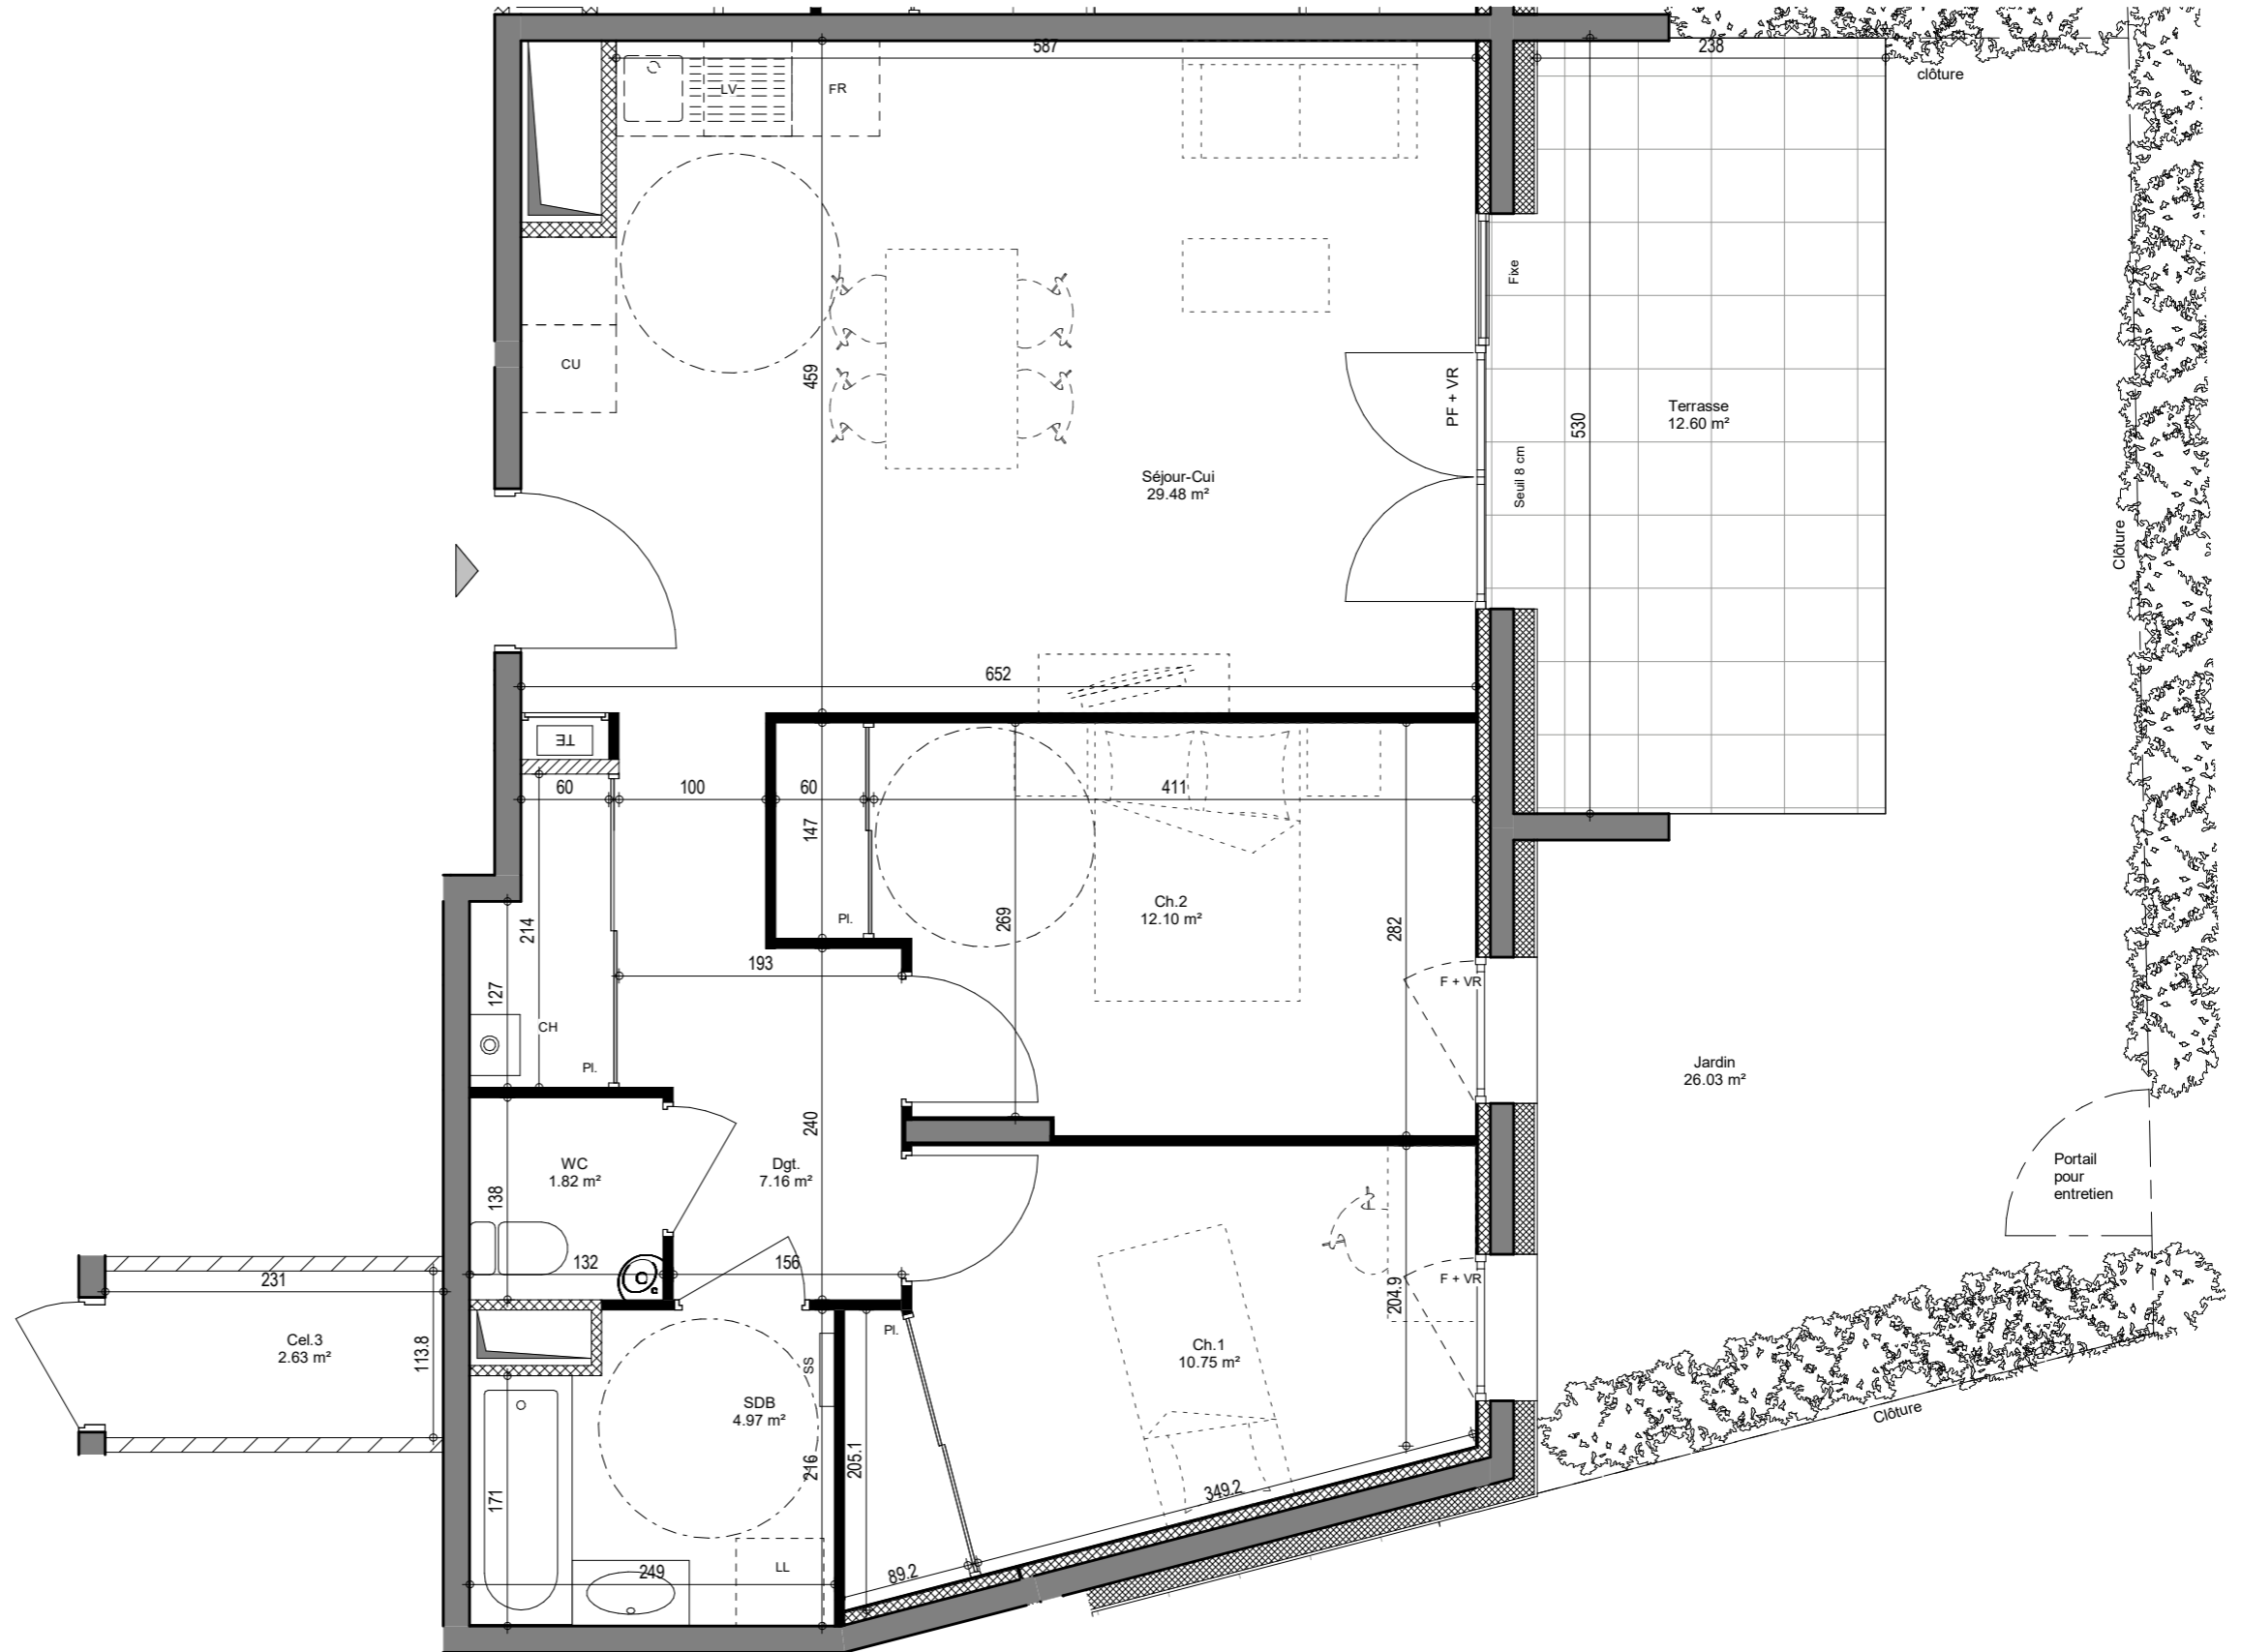 587
238
clôture
LV
FR
Fixe
CU
459
PF + VR
530
Terrasse
12.60 m²
Séjour-Cui
29.48 m²
Seuil 8 cm
Clôture
652
TE
60
100
60
411
147
Pl.
269
Ch.2
12.10 m²
282
214
193
127
CH
Pl.
F + VR
Jardin
26.03 m²
240
WC
1.82 m²
Dgt.
7.16 m²
138
Portail
pour
entretien
132
156
231
204.9
F + VR
Cel.3
2.63 m²
113.8
Pl.
SS
Ch.1
10.75 m²
SDB
4.97 m²
Clôture
216
205.1
171
349.2
249
LL
89.2